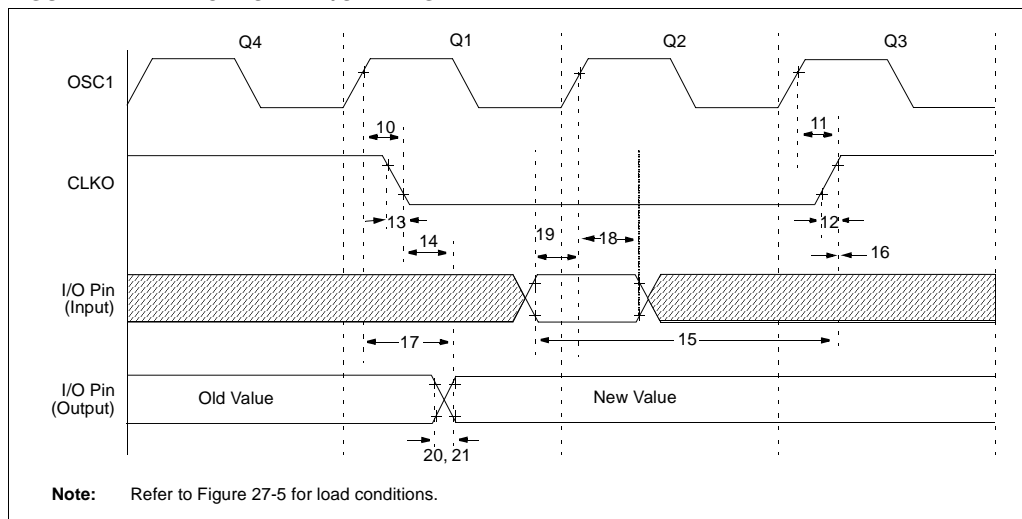 Q4
Q1
Q2
Q3
OSC1
10
11
CLKO
13
14
19
18
12
16
I/O Pin
(Input)
17
15
I/O Pin
(Output)
Old Value
New Value
20, 21
Note: Refer to Figure 27-5 for load conditions.